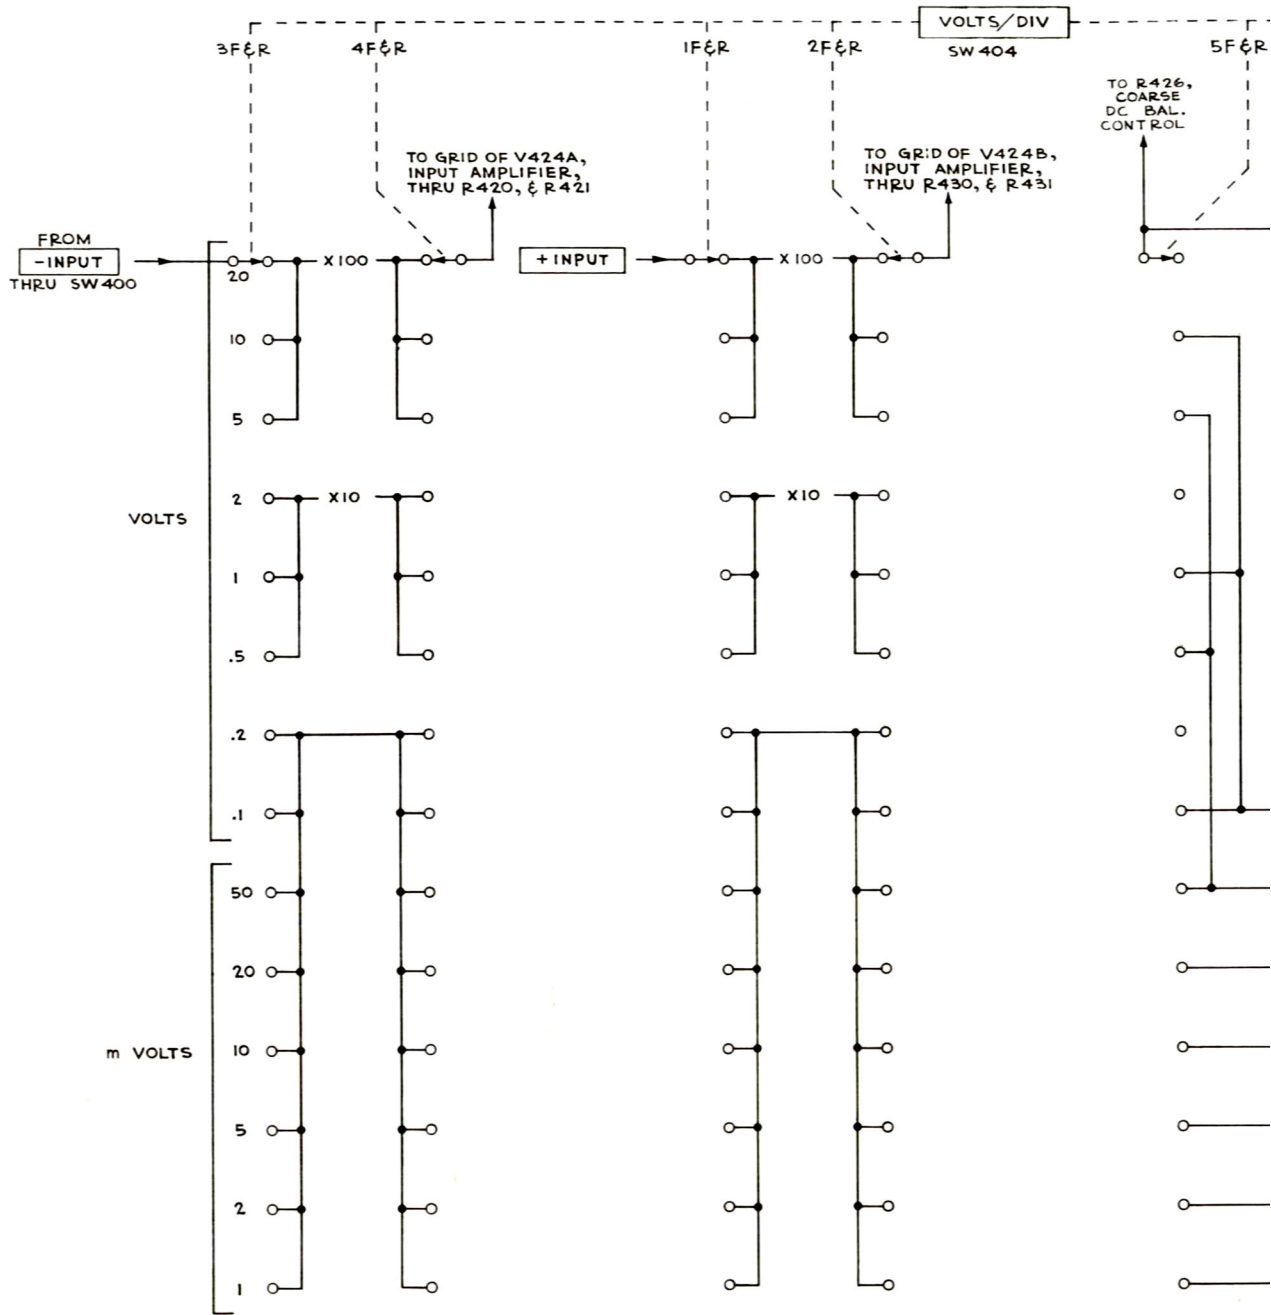 VOLTS/DIV
SW 404
3F&R
4F&R
1F&R
2F&R
5F&R
TO R426,
COARSE
DC BAL.
CONTROL
TO GRID OF V424A,
INPUT AMPLIFIER,
THRU R420, & R421
TO GRID OF V424B,
INPUT AMPLIFIER,
THRU R430, & R431
FROM
-INPUT
THRU SW400
+INPUT
20
X100
X100
10
5
2
X10
X10
VOLTS
1
.5
.2
.1
50
20
m VOLTS
10
5
2
1